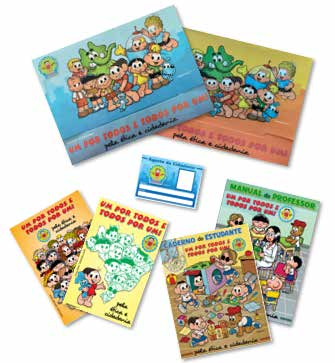 UM POR TODOS E TODOS POR UM!
pela ética e cidadania
UM POR TODOS E TODOS POR UM!
pela ética e cidadania
Agente da Cidadania
UM POR TODOS E
TODOS POR UM!
pela ética e
cidadania
UM POR TODOS E
TODOS POR UM!
pela ética e
cidadania
CADERNO do ESTUDANTE
UM POR TODOS E
TODOS POR UM!
pela ética e
cidadania
MANUAL do PROFESSOR
UM POR TODOS E
TODOS POR UM!